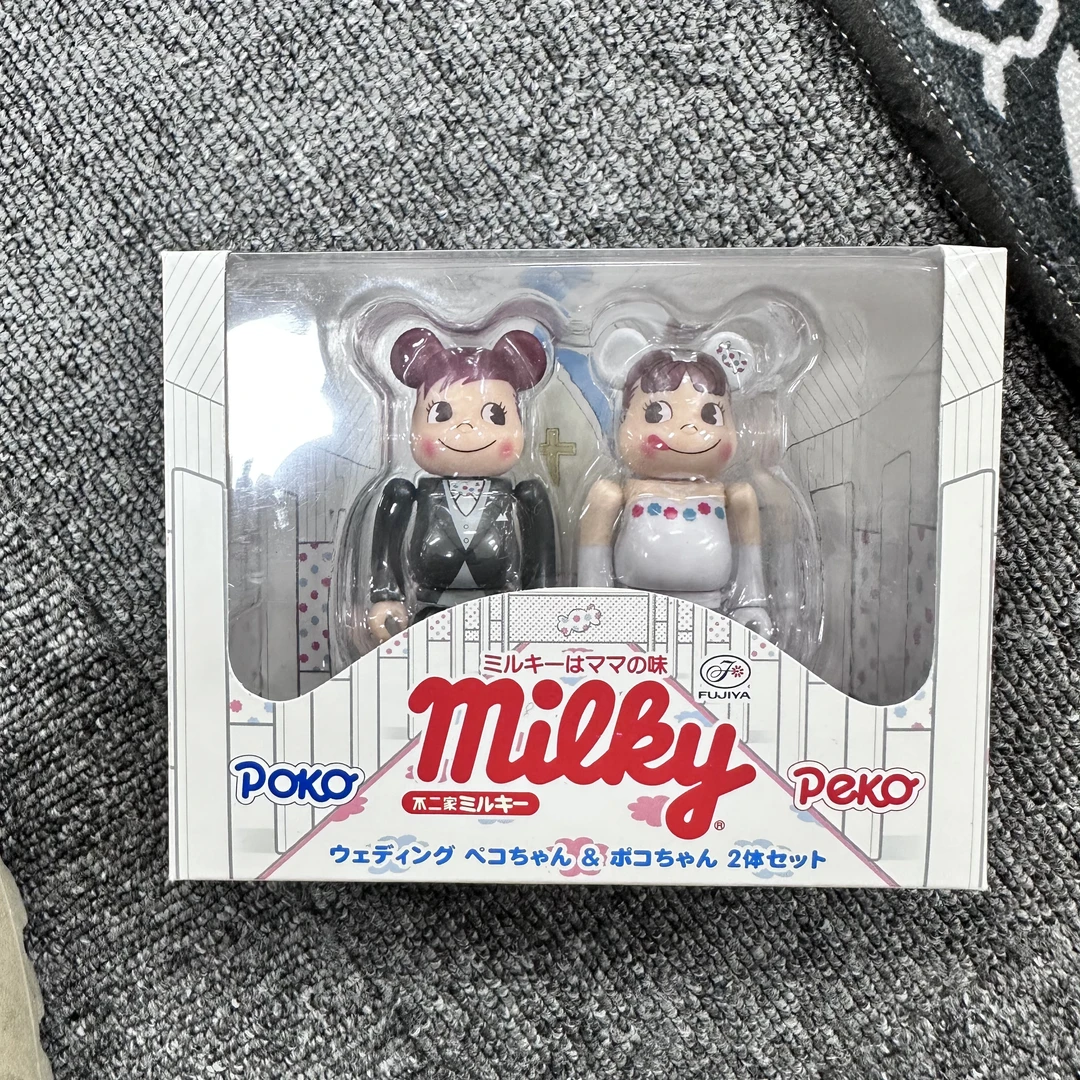 ミルキーはママの味
FUJIYA
milky®
POKO
Peko
不二家ミルキー
ウェディング ペコちゃん & ポコちゃん 2体セット